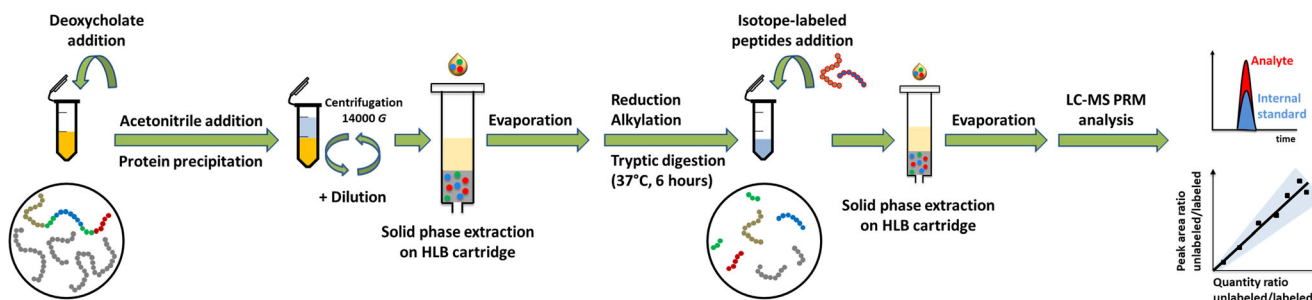 Deoxycholate
addition
Acetonitrile addition
Protein precipitation
Centrifugation
14000 G
+ Dilution
Solid phase extraction
on HLB cartridge
Evaporation
Reduction
Alkylation
Tryptic digestion
(37°C, 6 hours)
Isotope-labeled
peptides addition
Solid phase extraction
on HLB cartridge
Evaporation
LC-MS PRM
analysis
Analyte
Internal
standard
time
Peak area ratio
unlabeled/labeled
Quantity ratio
unlabeled/labeled